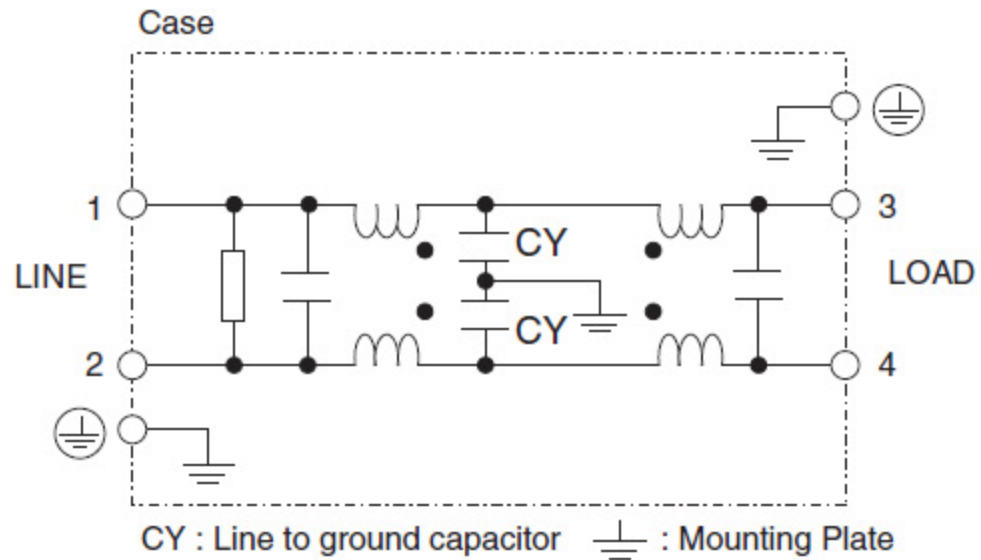 Case
1
3
CY
LINE
LOAD
CY
2
4
CY : Line to ground capacitor
: Mounting Plate